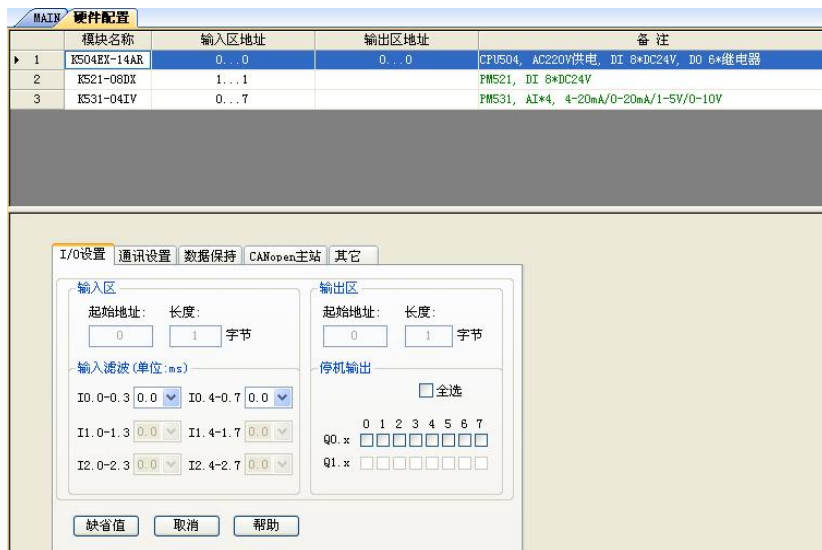 MAIN 硬件配置
模块名称 输入区地址 输出区地址 备 注
1 K504EX-14AR 0...0 0...0 CPU504, AC220V供电, DI 8*DC24V, DO 6*继电器
2 K521-08DX 1...1 PM521, DI 8*DC24V
3 K531-04IV 0...7 PM531, AI*4, 4-20mA/0-20mA/1-5V/0-10V
I/O设置 通讯设置 数据保持 CANopen主站 其它
输入区 输出区
起始地址: 长度: 起始地址: 长度:
0 1 字节 0 1 字节
输入滤波(单位:ms) 停机输出
全选
I0.0-0.3 0.0 I0.4-0.7 0.0
0 1 2 3 4 5 6 7
I1.0-1.3 0.0 I1.4-1.7 0.0 Q0.x
I2.0-2.3 0.0 I2.4-2.7 0.0 Q1.x
缺省值 取消 帮助